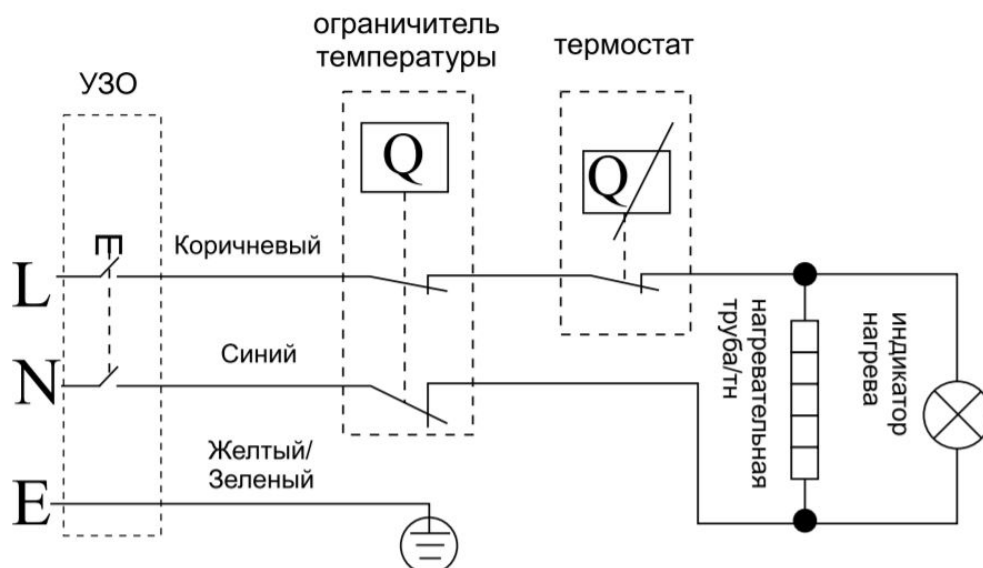 ограничитель
температуры
термостат
УЗО
Q
Q
Коричневый
L
Синий
N
Желтый/
Зеленый
E
нагревательная
труба/тн
индикатор
нагрева